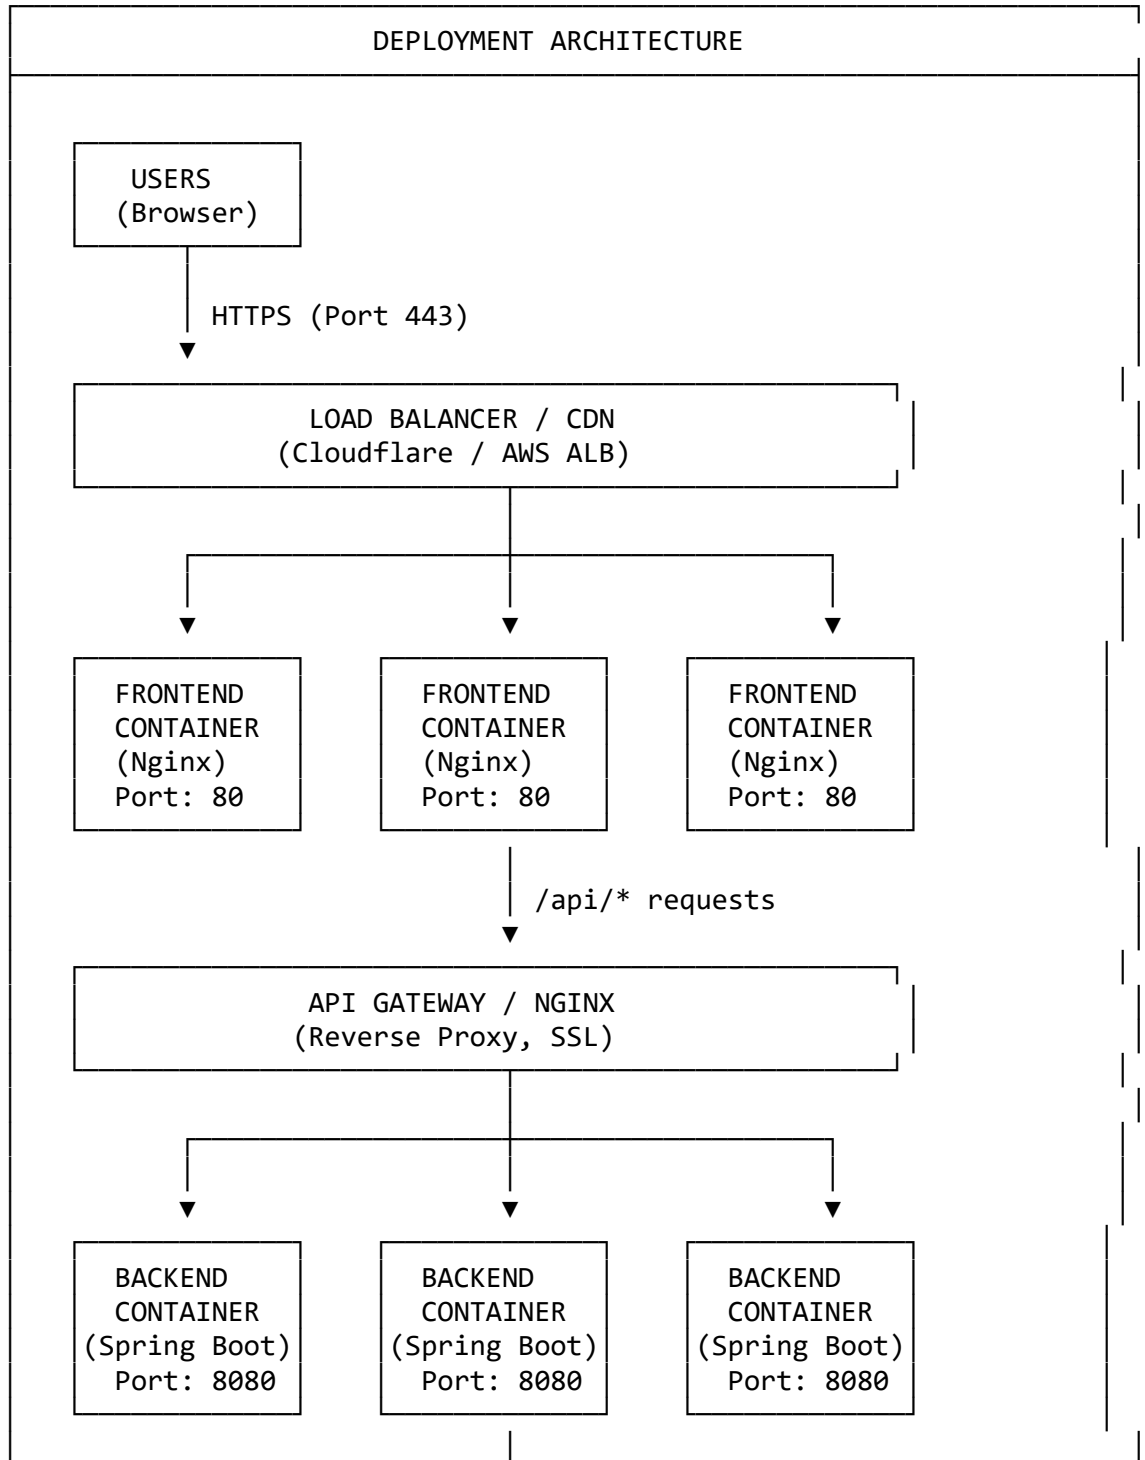 DEPLOYMENT ARCHITECTURE
USERS
(Browser)
HTTPS (Port 443)
LOAD BALANCER / CDN
(Cloudflare / AWS ALB)
FRONTEND FRONTEND FRONTEND
CONTAINER CONTAINER CONTAINER
(Nginx) (Nginx) (Nginx)
Port: 80 Port: 80 Port: 80
/api/* requests
API GATEWAY / NGINX
(Reverse Proxy, SSL)
BACKEND BACKEND BACKEND
CONTAINER CONTAINER CONTAINER
(Spring Boot) (Spring Boot) (Spring Boot)
Port: 8080 Port: 8080 Port: 8080